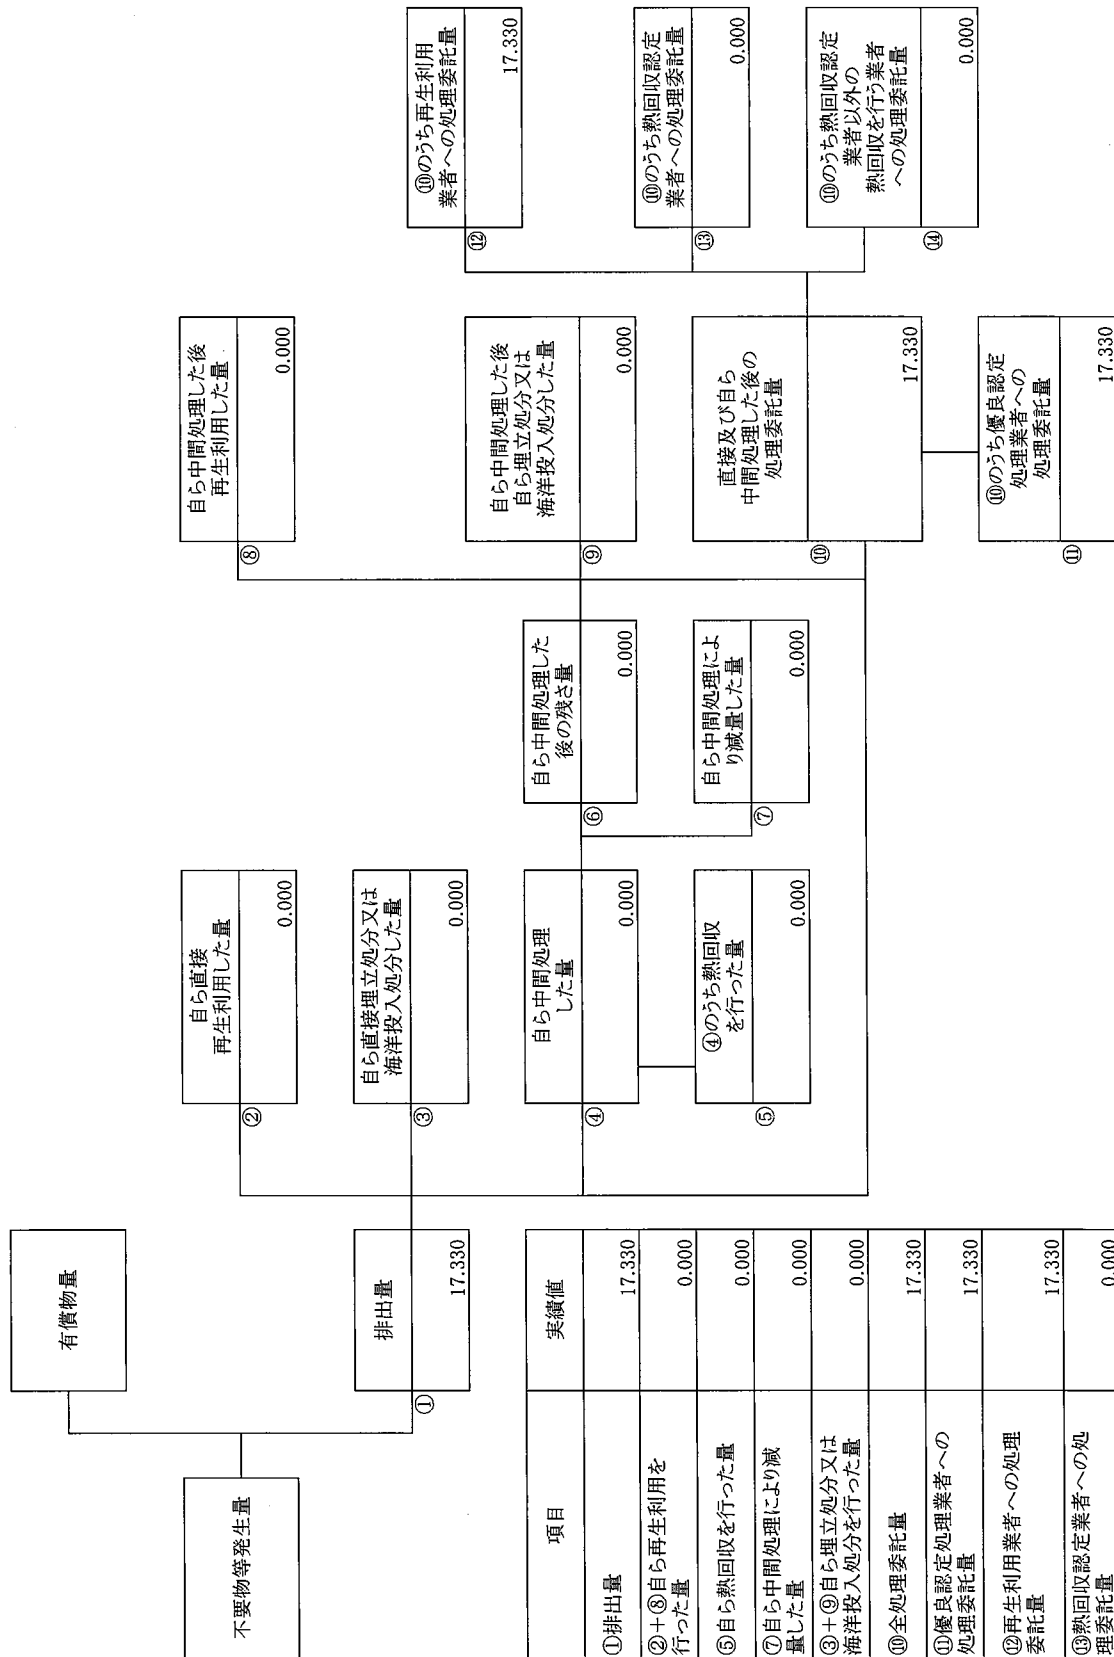 不要物等発生量
有償物量
排出量
①
17.330
自ら直接
再生利用した量
②
0.000
自ら直接埋立処分又は
海洋投入処分した量
③
0.000
自ら中間処理
した量
④
0.000
④のうち熱回収
を行った量
⑤
0.000
自ら中間処理した
後の残さ量
⑥
0.000
自ら中間処理によ
り減量した量
⑦
0.000
自ら中間処理した後
再生利用した量
⑧
0.000
自ら中間処理した後
自ら埋立処分又は
海洋投入処分した量
⑨
0.000
直接及び自ら
中間処理した後の
処理委託量
⑩
17.330
⑩のうち優良認定
処理業者への
処理委託量
⑪
17.330
⑩のうち再生利用
業者への処理委託量
⑫
17.330
⑩のうち熱回収認定
業者への処理委託量
⑬
0.000
⑩のうち熱回収認定
業者以外の
熱回収を行う業者
への処理委託量
⑭
0.000
項目 実績値
①排出量 17.330
②+⑧自ら再生利用を
行った量 0.000
⑤自ら熱回収を行った量 0.000
⑦自ら中間処理により減
量した量 0.000
③+⑨自ら埋立処分又は
海洋投入処分を行った量 0.000
⑩全処理委託量 17.330
⑪優良認定処理業者への
処理委託量 17.330
⑫再生利用業者への処理
委託量 17.330
⑬熱回収認定業者への処
理委託量 0.000